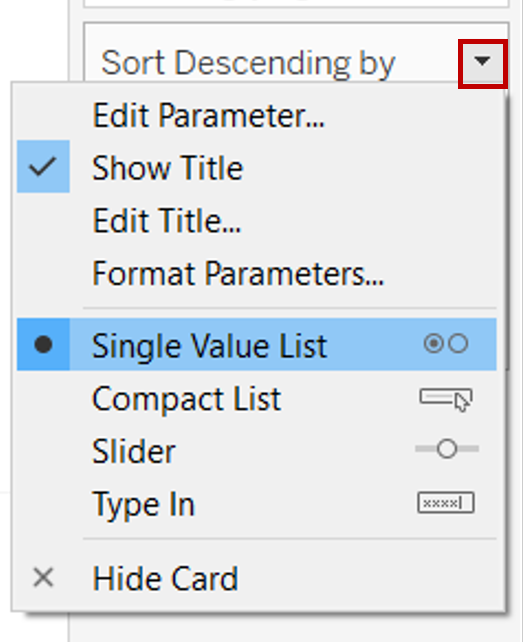 Sort Descending by
Edit Parameter...
Show Title
Edit Title...
Format Parameters...
Single Value List
Compact List
Slider
Type In
xxxx
Hide Card